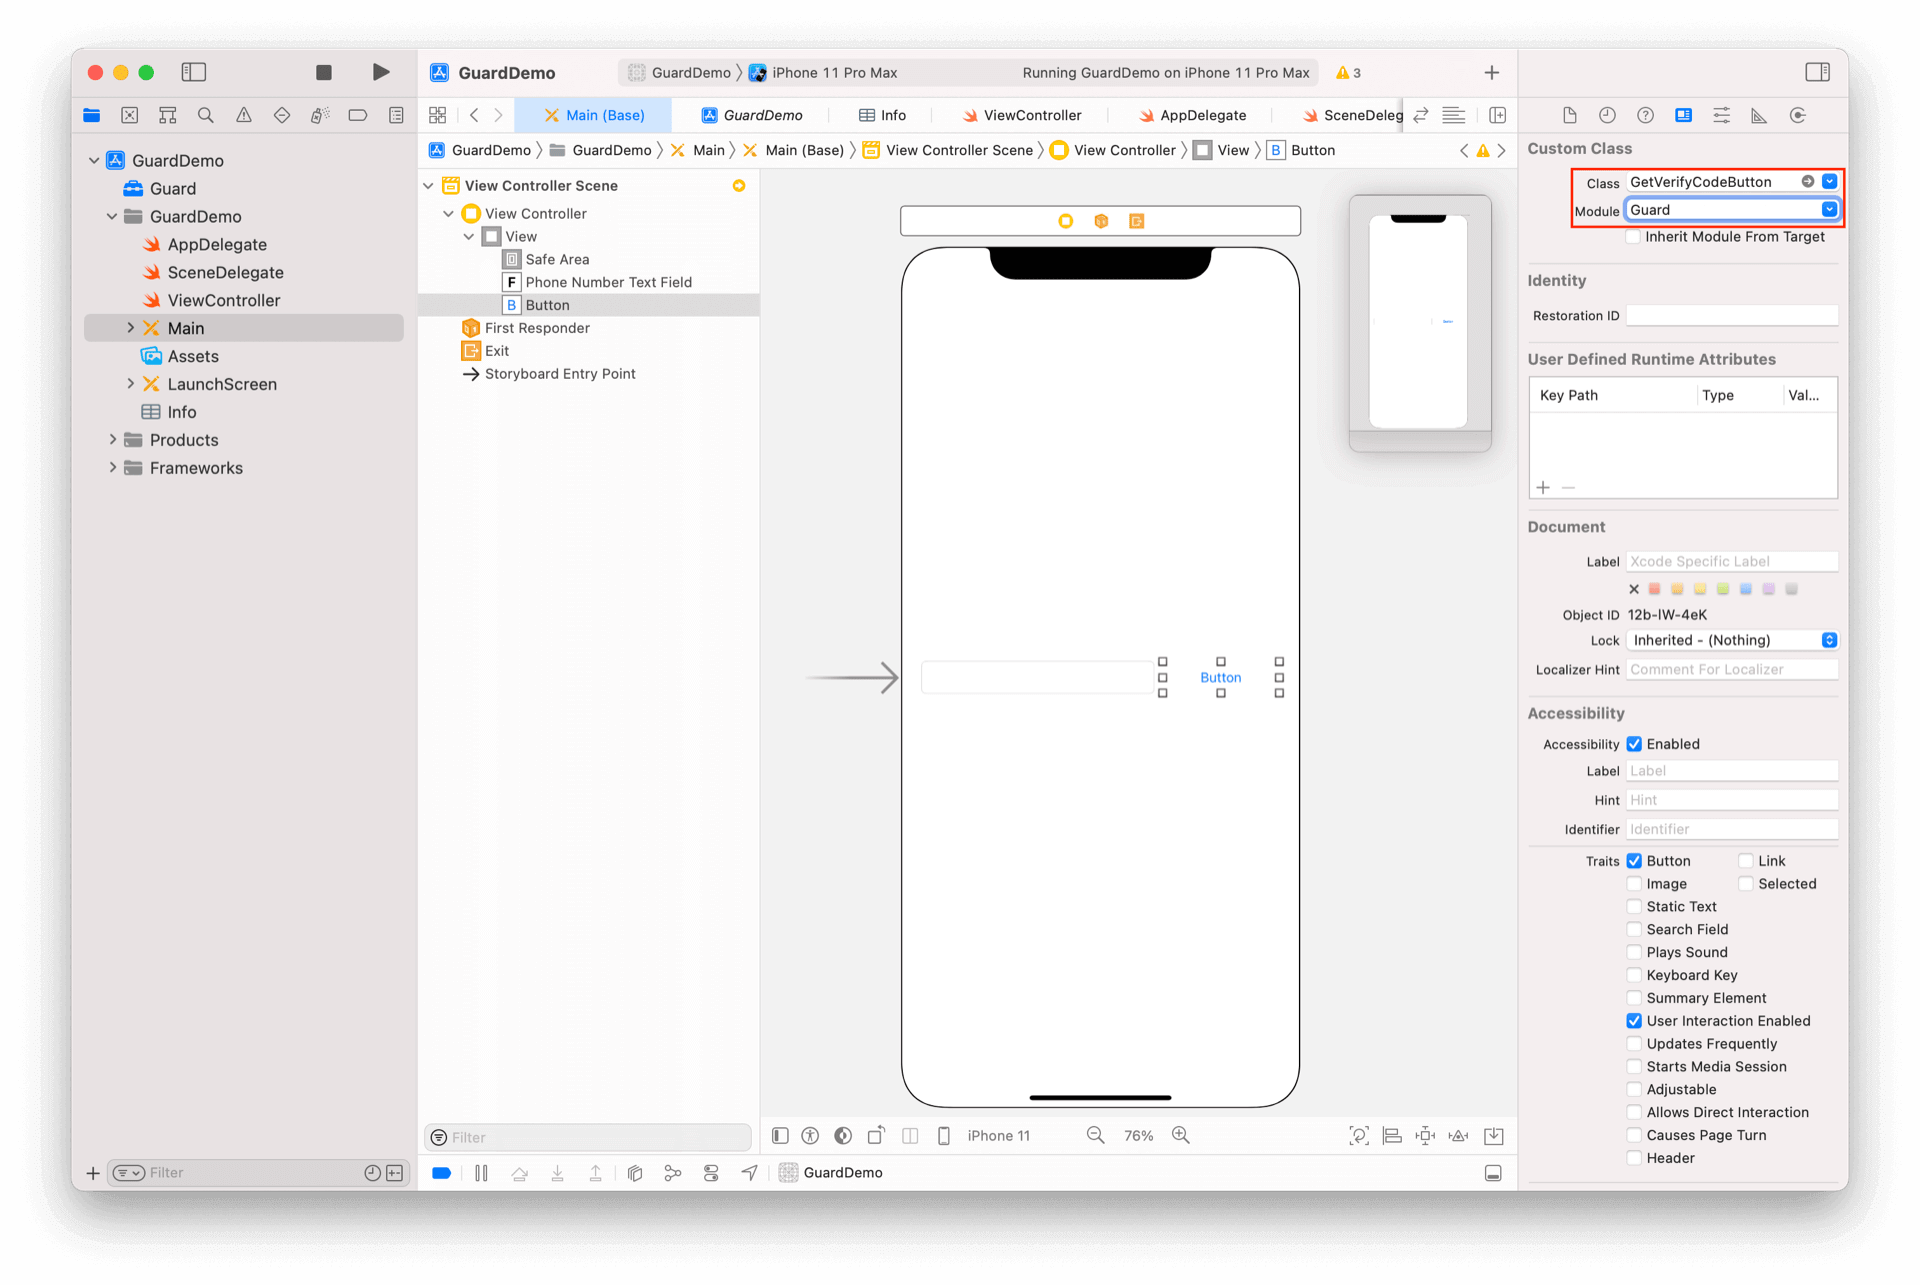 GuardDemo
GuardDemo
iPhone 11 Pro Max
Running GuardDemo on iPhone 11 Pro Max
3
Main (Base)
GuardDemo
Info
ViewController
AppDelegate
SceneDeleg
GuardDemo
GuardDemo
Main
Main (Base)
View Controller Scene
View Controller
View
B Button
GuardDemo
Guard
GuardDemo
AppDelegate
SceneDelegate
ViewController
Main
Assets
LaunchScreen
Info
Products
Frameworks
Filter
View Controller Scene
View Controller
View
Safe Area
F Phone Number Text Field
B Button
First Responder
Exit
Storyboard Entry Point
Filter
Button
Button
iPhone 11
76%
GuardDemo
Custom Class
Class GetVerifyCodeButton
Module Guard
Inherit Module From Target
Identity
Restoration ID
User Defined Runtime Attributes
Key Path Type Val...
Document
Label Xcode Specific Label
Object ID 12b-IW-4eK
Lock Inherited - (Nothing)
Localizer Hint Comment For Localizer
Accessibility
Accessibility Enabled
Label Label
Hint Hint
Identifier Identifier
Traits Button Link
Image Selected
Static Text
Search Field
Plays Sound
Keyboard Key
Summary Element
User Interaction Enabled
Updates Frequently
Starts Media Session
Adjustable
Allows Direct Interaction
Causes Page Turn
Header